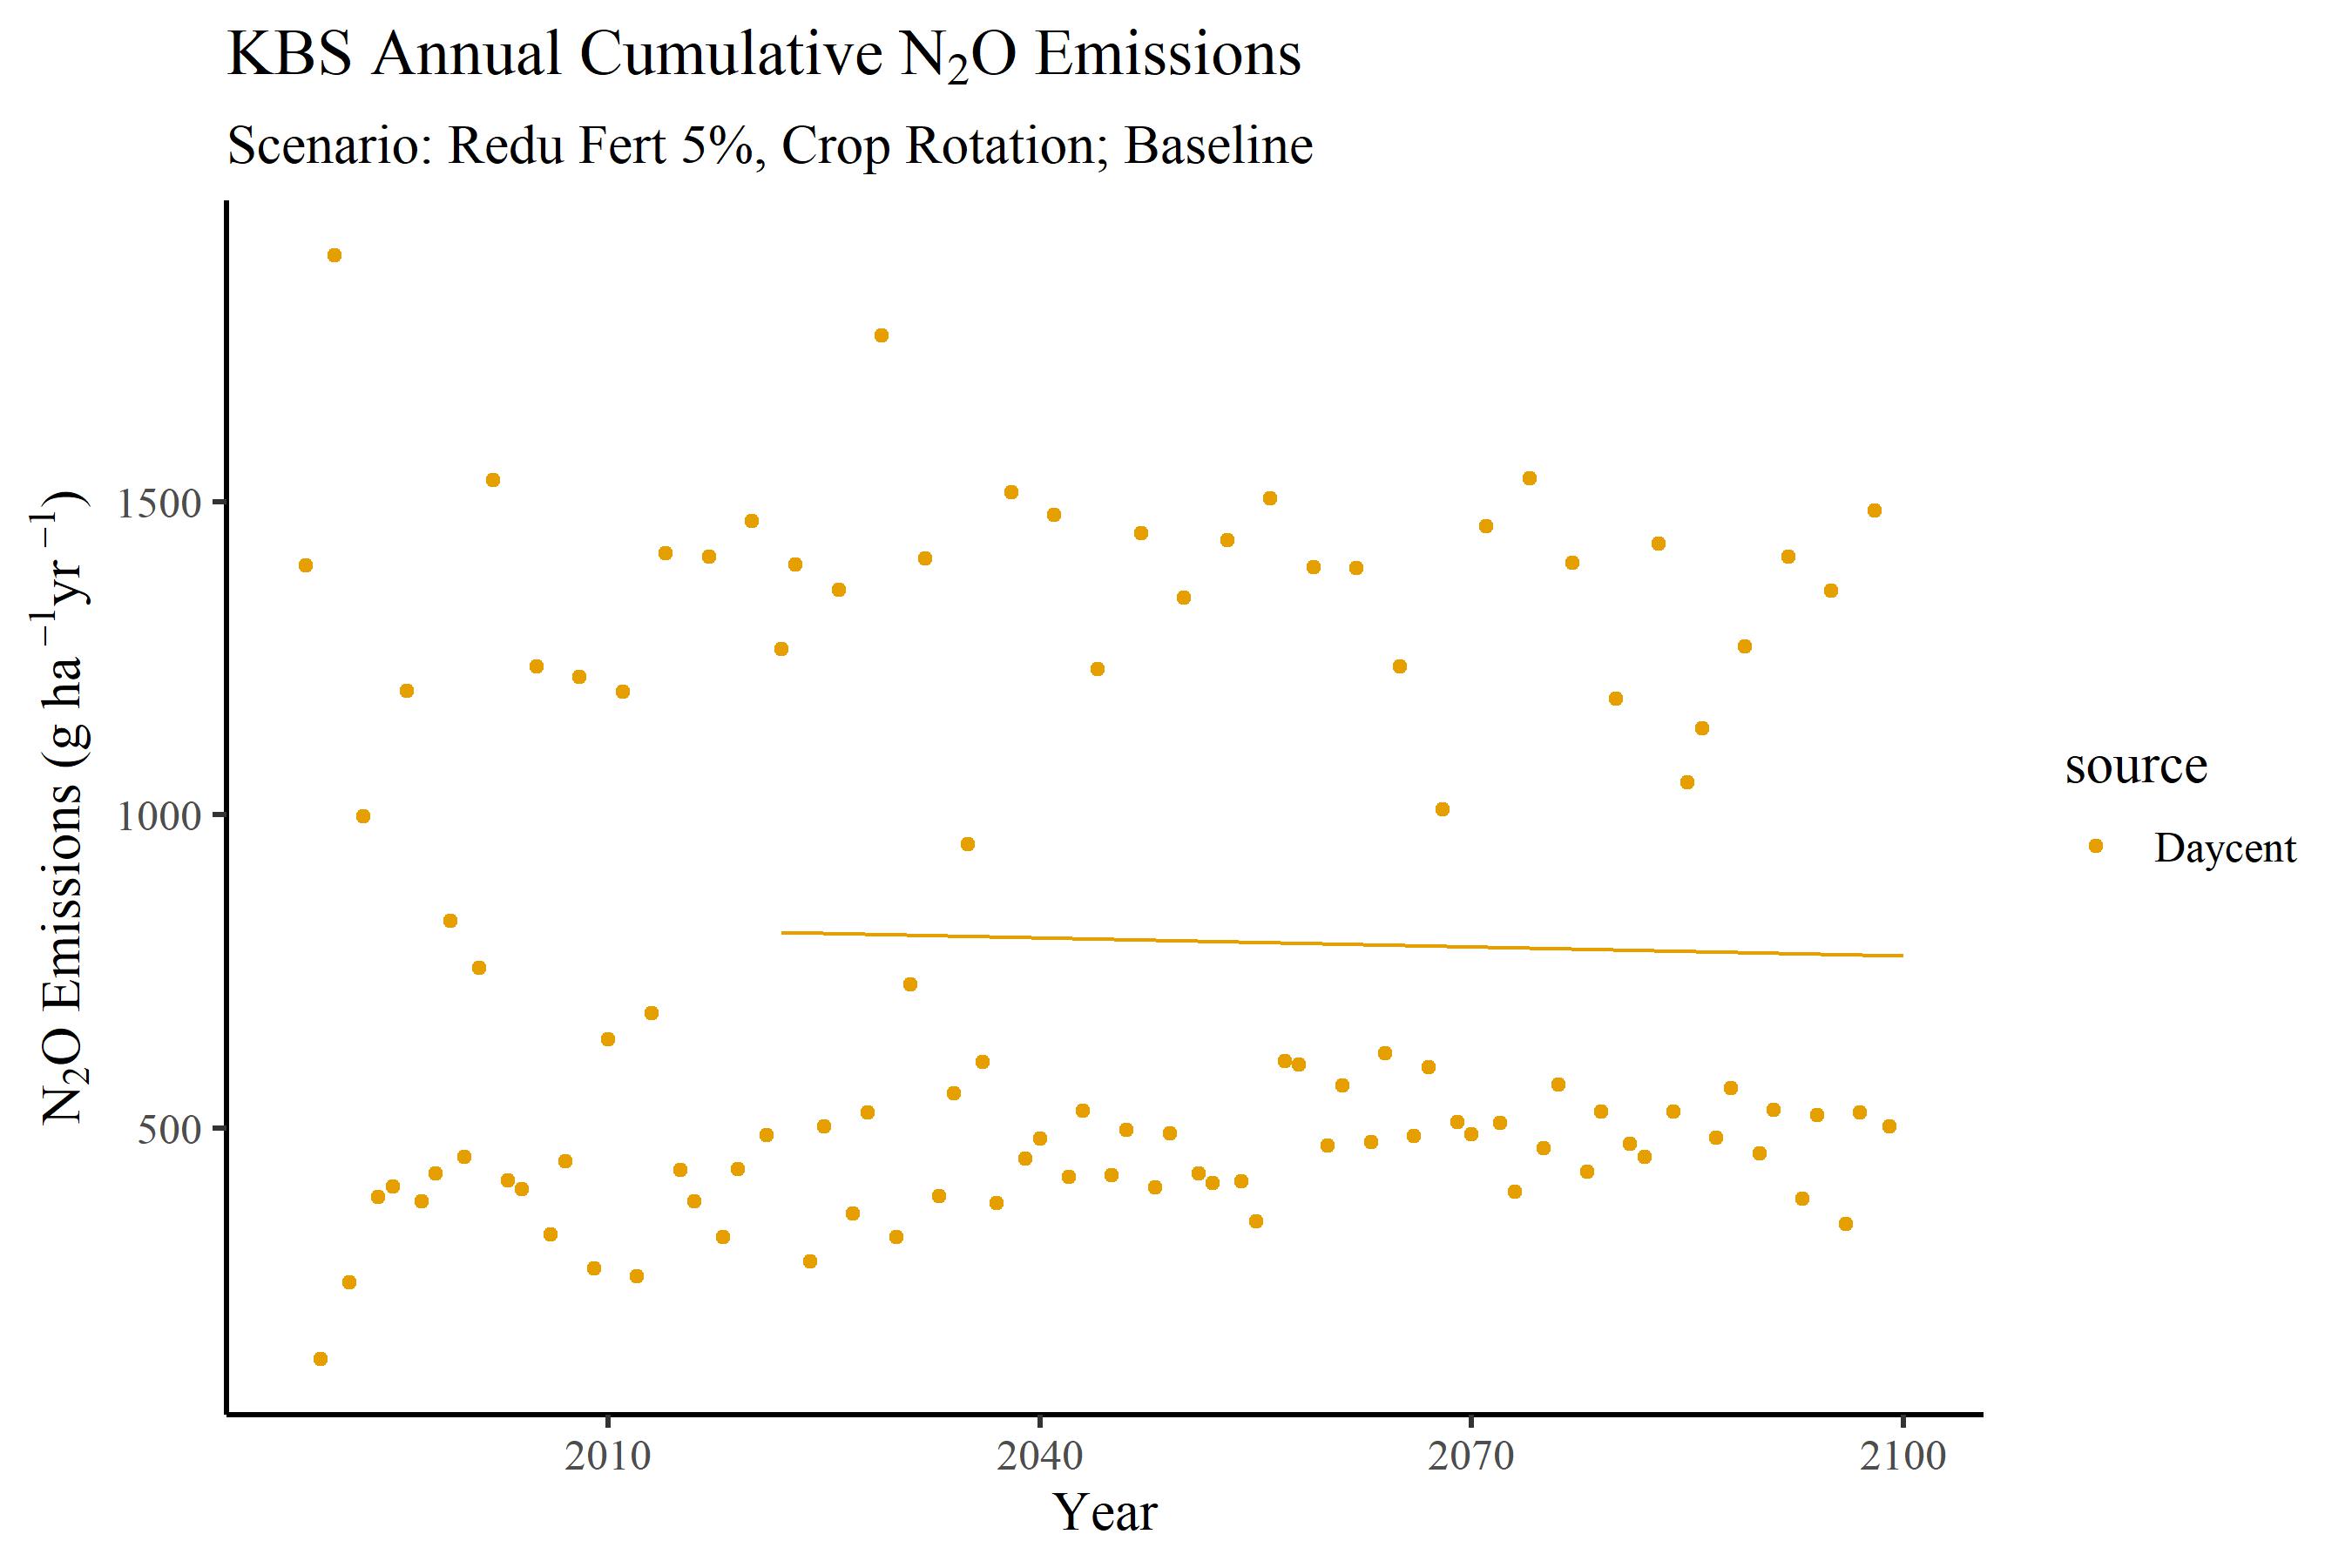 KBS Annual Cumulative N₂O Emissions
Scenario: Redu Fert 5%, Crop Rotation; Baseline
N₂O Emissions (g ha⁻¹yr⁻¹)
1500
1000
500
2010
2040
2070
2100
Year
source
Daycent